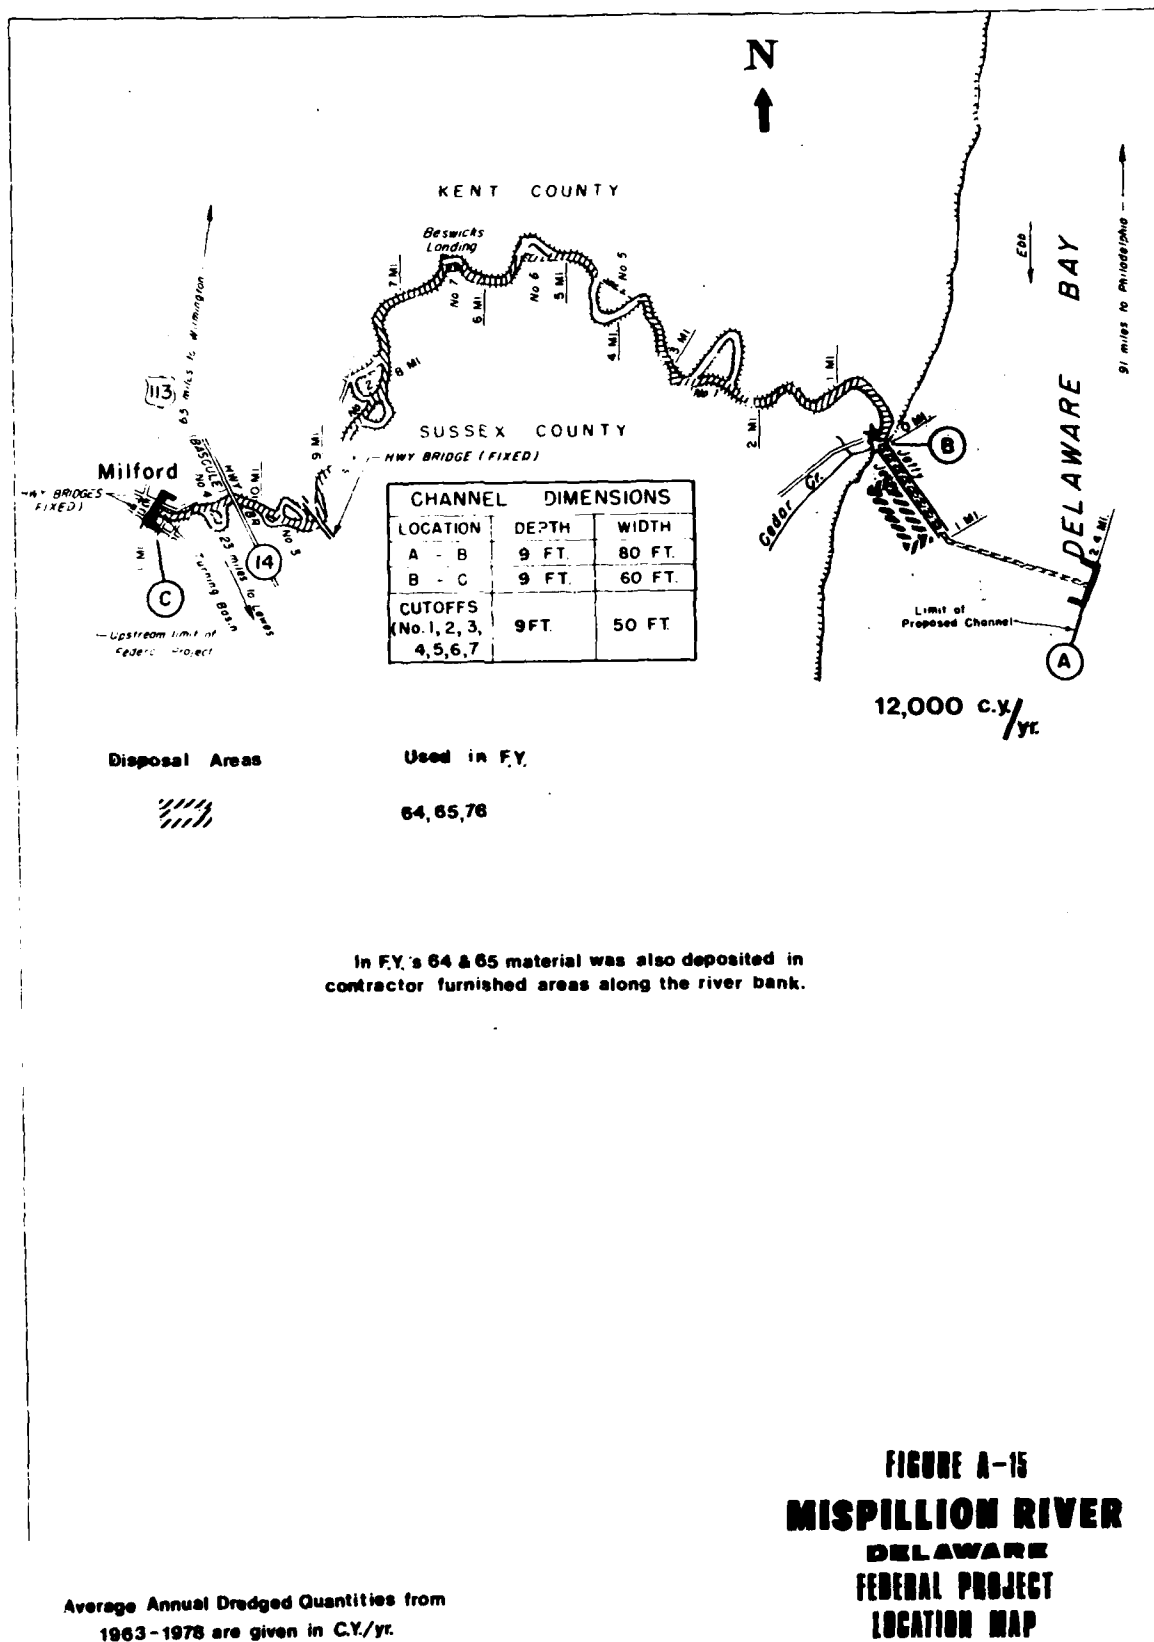 N
KENT COUNTY
Beswicks
Landing
No 7
No 6
No 5
7 MI.
6 MI.
5 MI.
4 MI.
3 MI
No 1
2 MI.
1 MI.
0 MI.
8 MI
No 2
9 MI.
Ebb
DELAWARE BAY
91 miles to Philadelphia
65 miles to Wilmington
113
SUSSEX COUNTY
HWY BRIDGE (FIXED)
Milford
HWY BRIDGES
FIXED)
(BASCULE)
HWY BR
No 4
10 MI
No 3
14
23 miles to Lewes
Turning Basin
1 MI
C
Upstream limit of
Federal Project
B
Jetty
Jetty
Cedar Cr.
1 MI.
2.4 MI.
Limit of
Proposed Channel
A
CHANNEL DIMENSIONS
LOCATION DEPTH WIDTH
A - B 9 FT. 80 FT.
B - C 9 FT. 60 FT.
CUTOFFS
(No. 1, 2, 3,
4,5,6,7
9FT. 50 FT.
12,000 c.y./yr.
Disposal Areas Used in F.Y.
64,65,76
In F.Y.'s 64 & 65 material was also deposited in
contractor furnished areas along the river bank.
FIGURE A-15
MISPILLION RIVER
DELAWARE
FEDERAL PROJECT
LOCATION MAP
Average Annual Dredged Quantities from
1963-1978 are given in C.Y./yr.